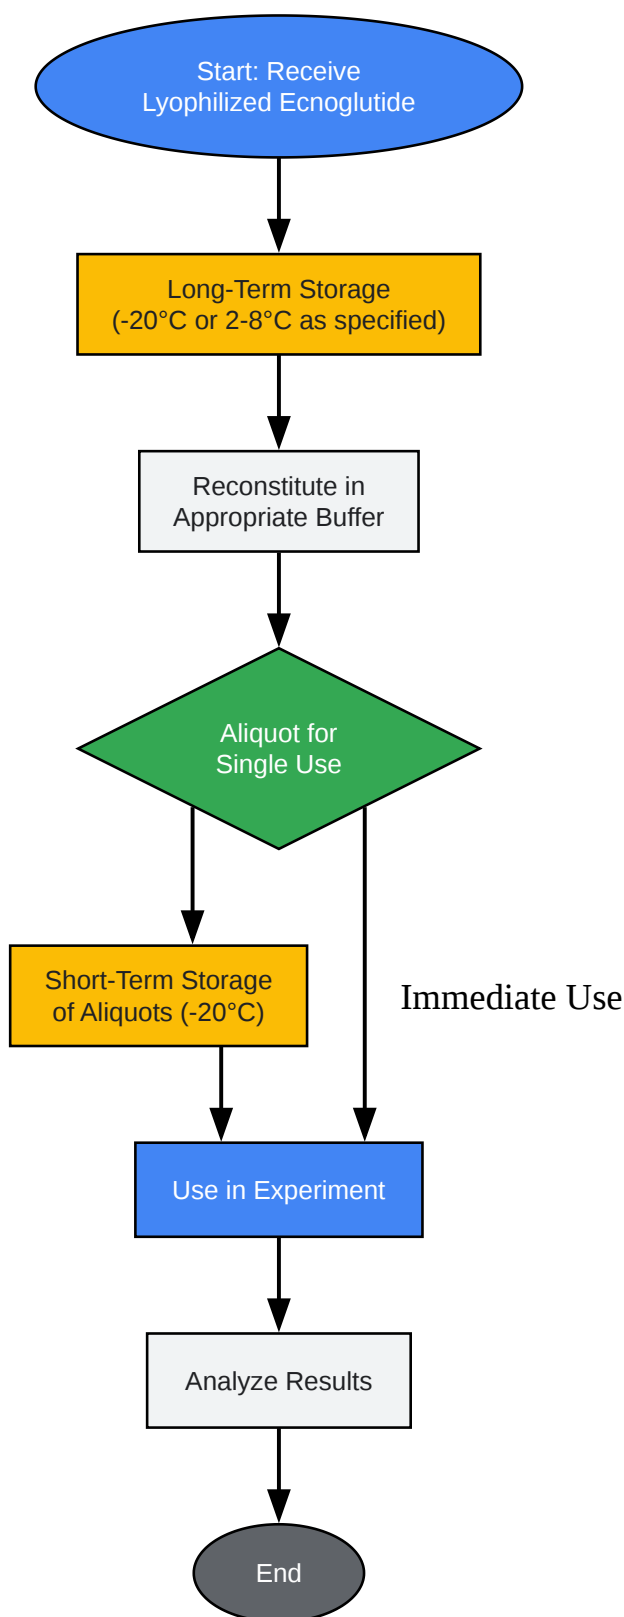 Start: Receive
Lyophilized Ecnoglutide
Long-Term Storage
(-20°C or 2-8°C as specified)
Reconstitute in
Appropriate Buffer
Aliquot for
Single Use
Short-Term Storage
of Aliquots (-20°C)
Immediate Use
Use in Experiment
Analyze Results
End